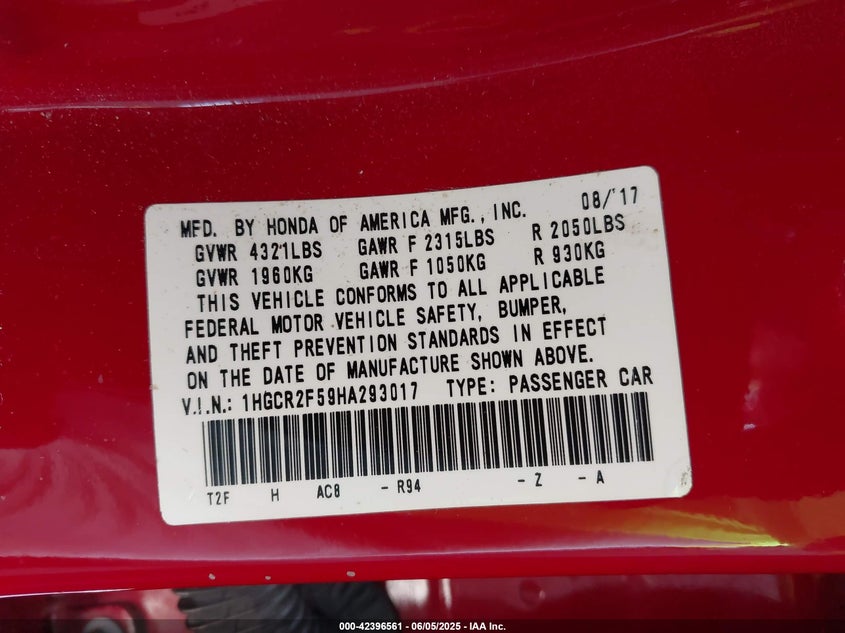 MFD. BY HONDA OF AMERICA MFG., INC. 08/'17
GVWR 4321LBS GAWR F 2315LBS R 2050LBS
GVWR 1960KG GAWR F 1050KG R 930KG
THIS VEHICLE CONFORMS TO ALL APPLICABLE
FEDERAL MOTOR VEHICLE SAFETY, BUMPER,
AND THEFT PREVENTION STANDARDS IN EFFECT
ON THE DATE OF MANUFACTURE SHOWN ABOVE.
V.I.N.: 1HGCR2F59HA293017 TYPE: PASSENGER CAR
T2F H AC8 - R94 - Z - A
000-42396561 - 06/05/2025 - IAA Inc.